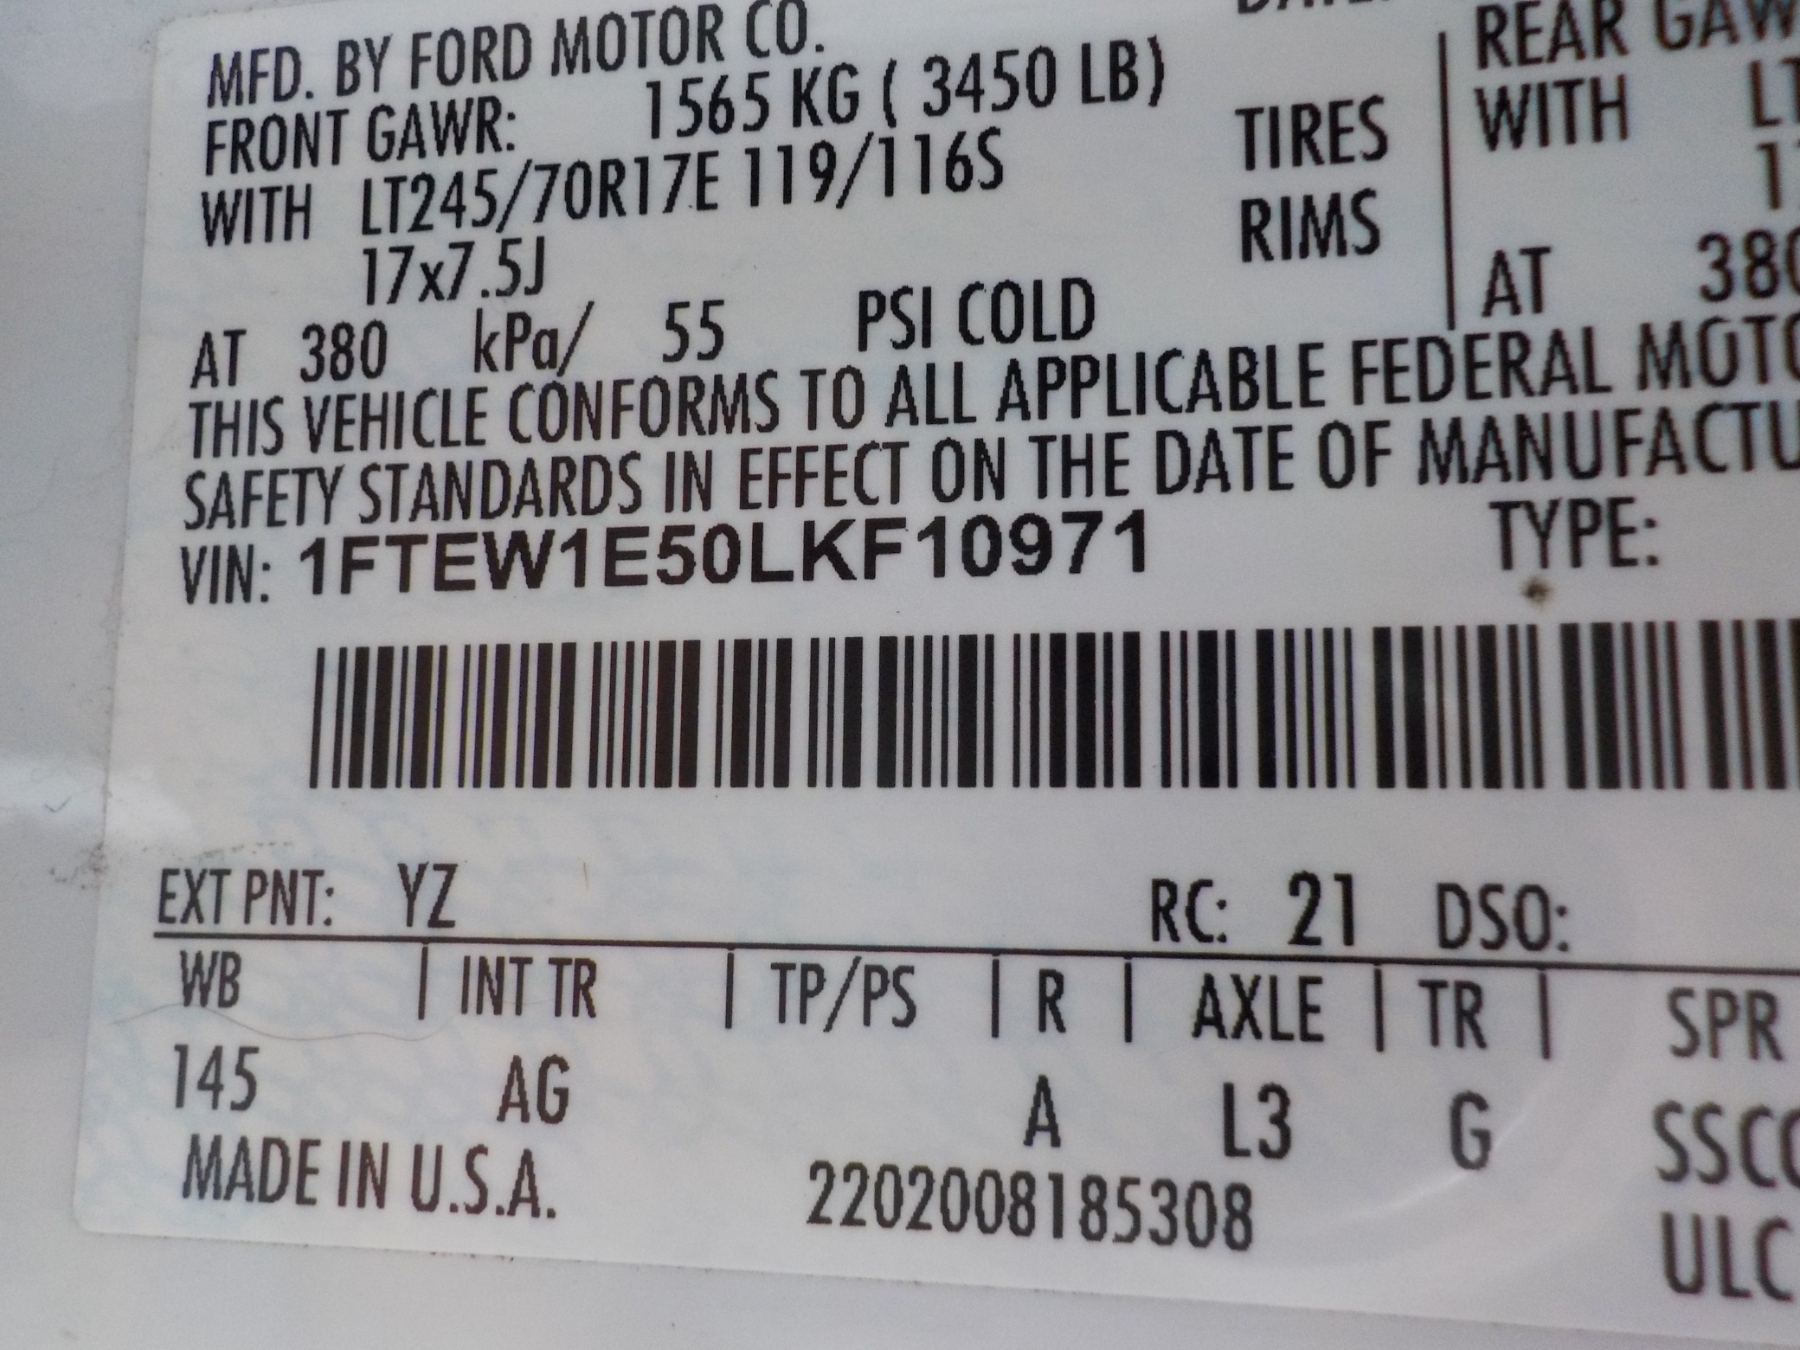 MFD. BY FORD MOTOR CO.
FRONT GAWR: 1565 KG ( 3450 LB)
WITH LT245/70R17E 119/116S TIRES
17x7.5J RIMS
AT 380 kPa/ 55 PSI COLD
REAR
WITH
AT
THIS VEHICLE CONFORMS TO ALL APPLICABLE FEDERAL
SAFETY STANDARDS IN EFFECT ON THE DATE OF
VIN: 1FTEW1E50LKF10971 TYPE:
EXT PNT: YZ RC: 21 DSO:
WB | INT TR | TP/PS | R | AXLE | TR | SPR
145 AG A L3 G
MADE IN U.S.A. 2202008185308